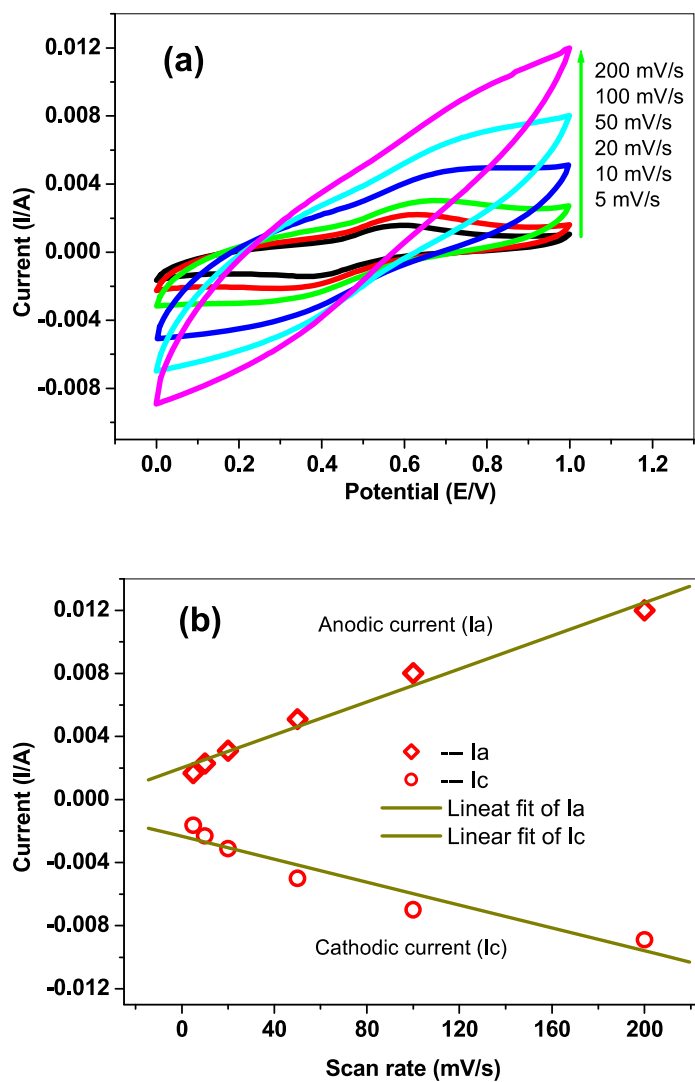 (a)
0.012
0.008
0.004
0.000
-0.004
-0.008
Current (I/A)
200 mV/s
100 mV/s
50 mV/s
20 mV/s
10 mV/s
5 mV/s
0.0 0.2 0.4 0.6 0.8 1.0 1.2
Potential (E/V)
(b)
0.012
0.008
0.004
0.000
-0.004
-0.008
-0.012
Current (I/A)
Anodic current (Ia)
--- Ia
--- Ic
Lineat fit of Ia
Linear fit of Ic
Cathodic current (Ic)
0 40 80 120 160 200
Scan rate (mV/s)